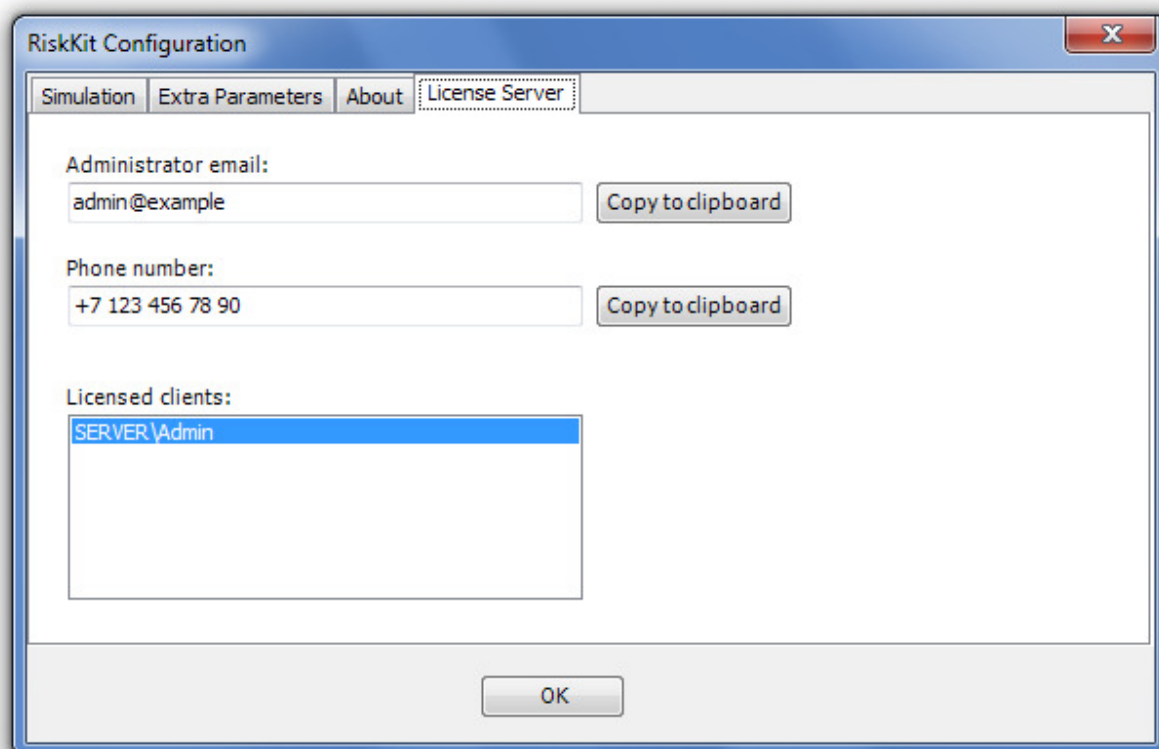 RiskKit Configuration
Simulation Extra Parameters About License Server
Administrator email:
admin@example Copy to clipboard
Phone number:
+7 123 456 78 90 Copy to clipboard
Licensed clients:
SERVER\Admin
OK